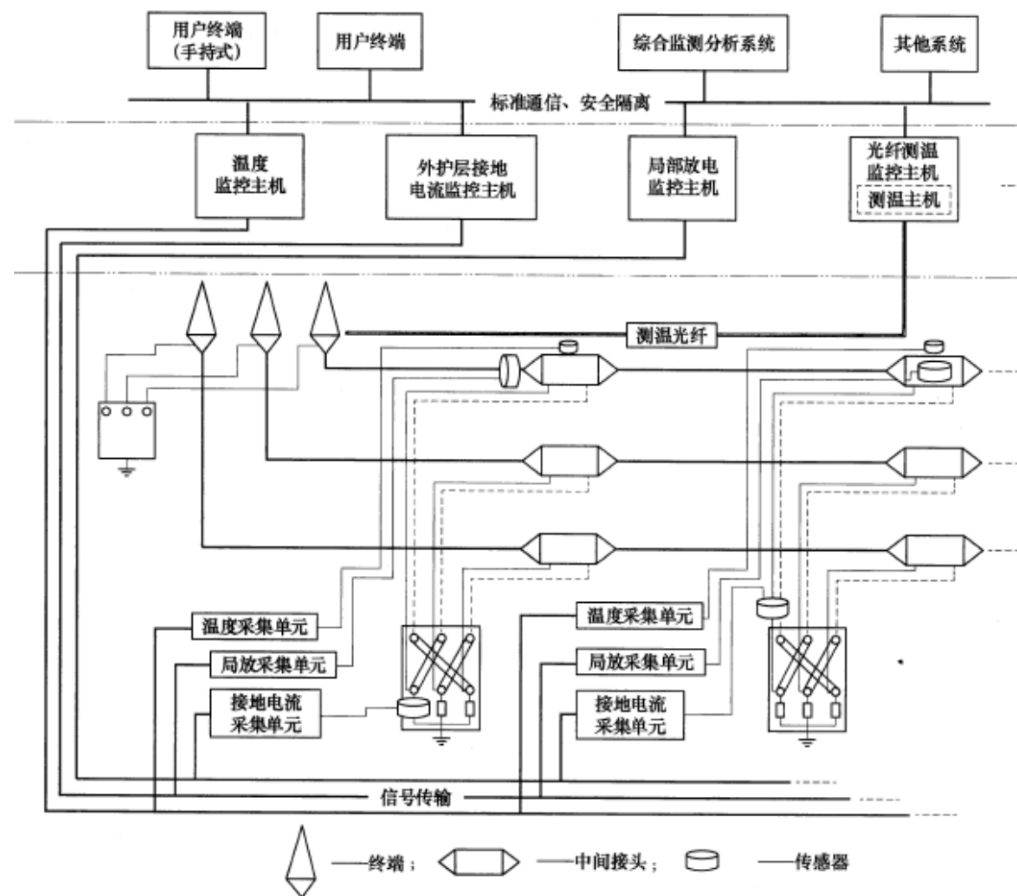 用户终端
(手持式)
用户终端
综合监测分析系统
其他系统
标准通信、安全隔离
温度
监控主机
外护层接地
电流监控主机
局部放电
监控主机
光纤测温
监控主机
测温主机
测温光纤
温度采集单元
局放采集单元
接地电流
采集单元
温度采集单元
局放采集单元
接地电流
采集单元
信号传输
——终端； ——中间接头； ——传感器